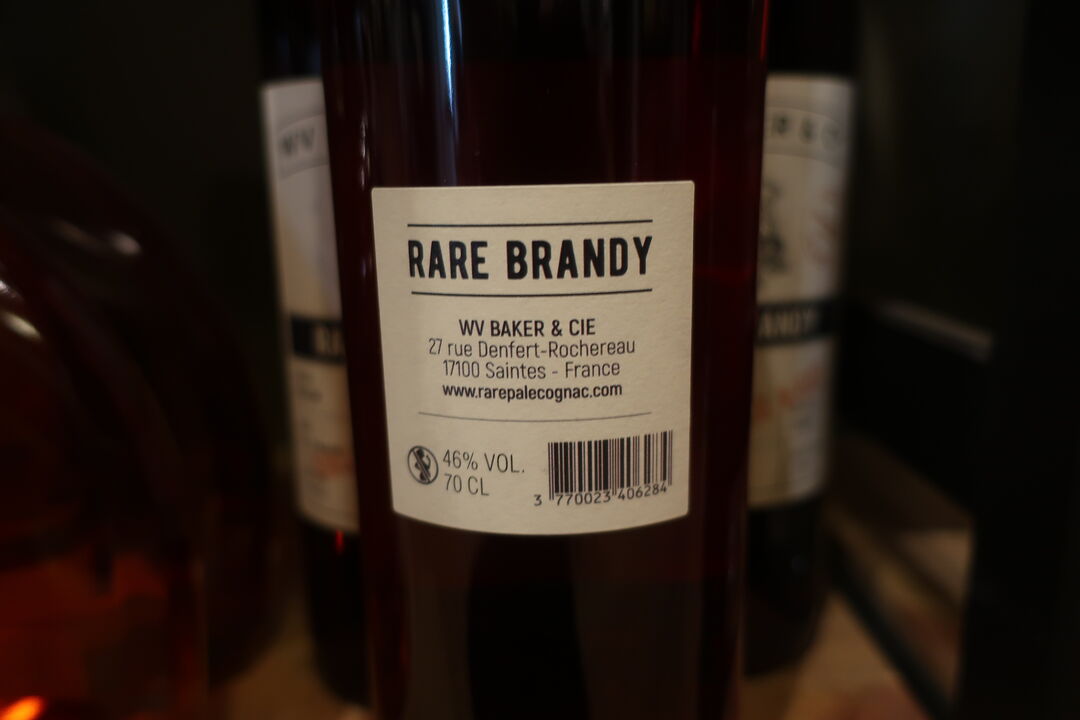 RARE BRANDY
WV BAKER & CIE
27 rue Denfert-Rochereau
17100 Saintes - France
www.rarepalecognac.com
46% VOL.
70 CL
3 770023 406284
WV